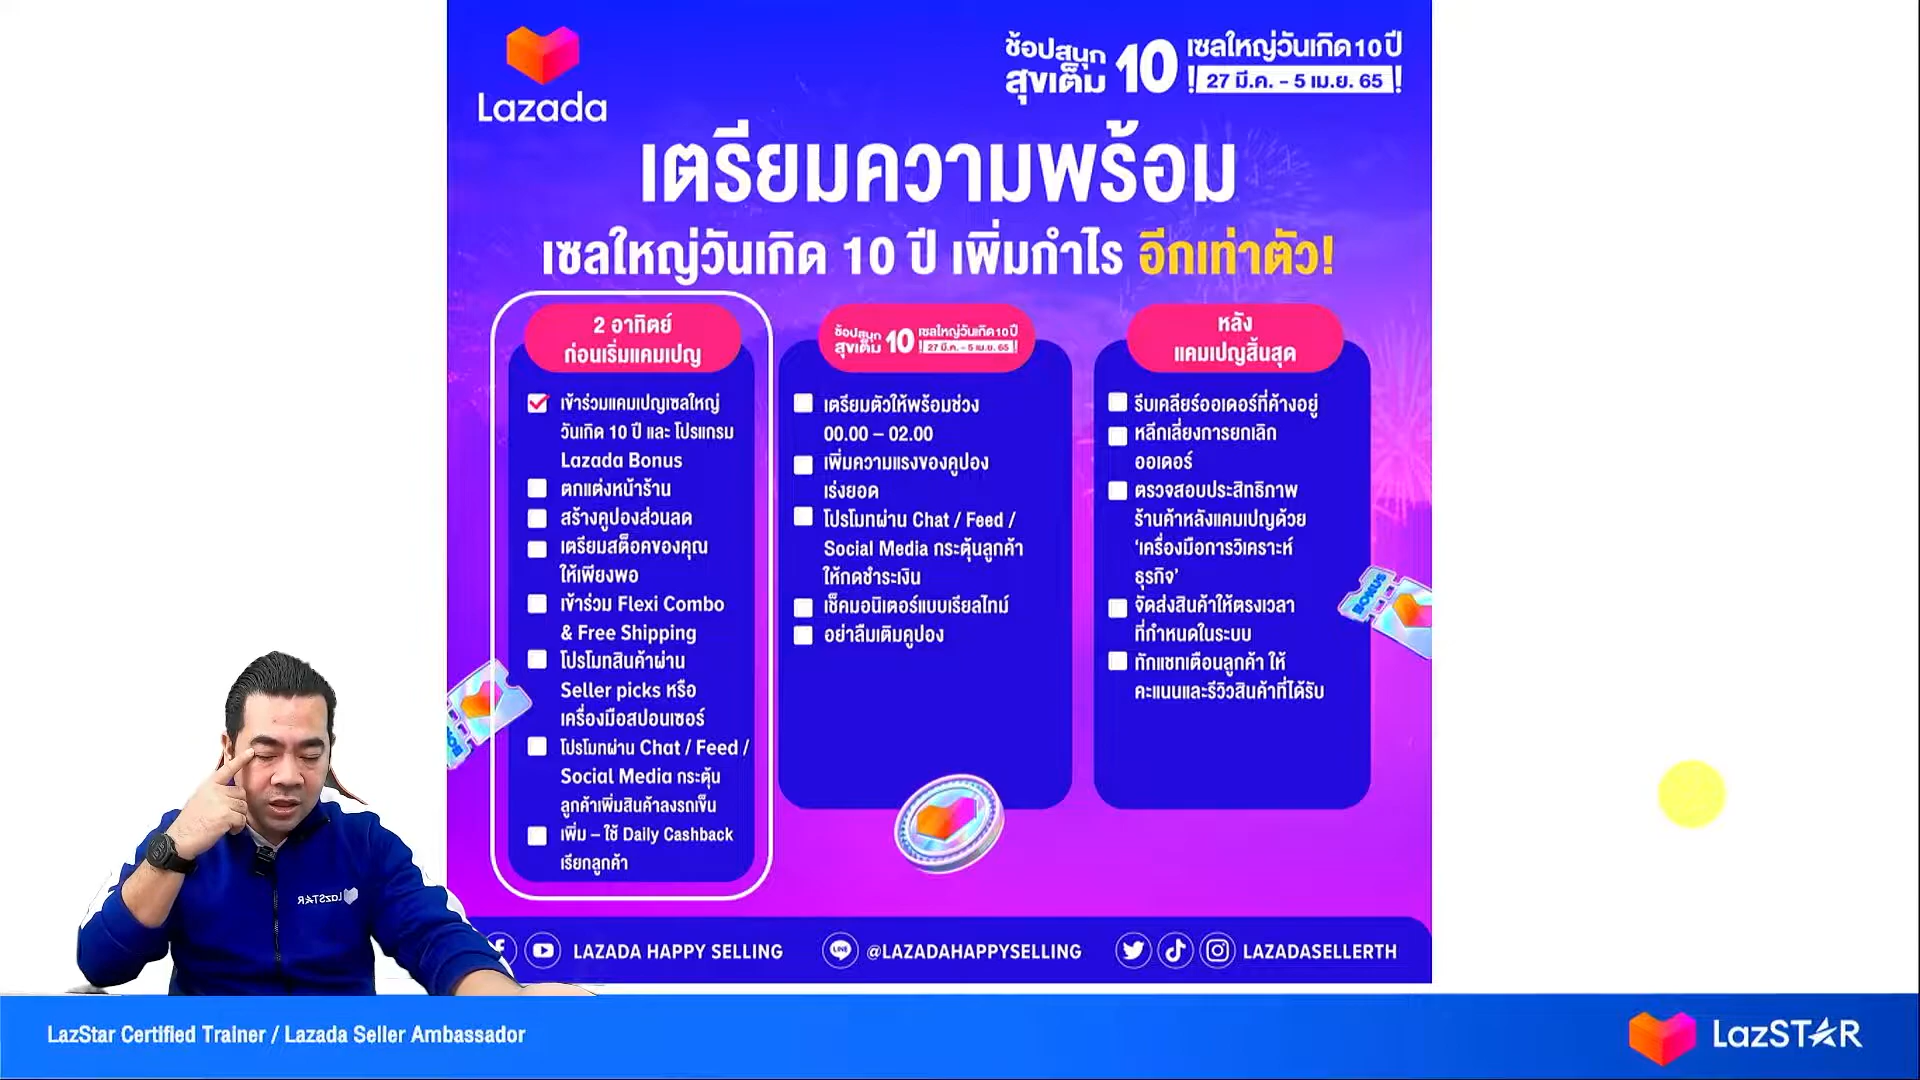 Lazada
ช้อปสนุก
สุขเต็ม
10
เซลใหญ่วันเกิด 10 ปี
27 มี.ค. - 5 เม.ย. 65
เตรียมความพร้อม
เซลใหญ่วันเกิด 10 ปี เพิ่มกำไร อีกเท่าตัว!
2 อาทิตย์
ก่อนเริ่มแคมเปญ
เข้าร่วมแคมเปญเซลใหญ่
วันเกิด 10 ปี และ โปรแกรม
Lazada Bonus
ตกแต่งหน้าร้าน
สร้างคูปองส่วนลด
เตรียมสต็อคของคุณ
ให้เพียงพอ
เข้าร่วม Flexi Combo
& Free Shipping
โปรโมทสินค้าผ่าน
Seller picks หรือ
เครื่องมือสปอนเซอร์
โปรโมทผ่าน Chat / Feed /
Social Media กระตุ้น
ลูกค้าเพิ่มสินค้าลงรถเข็น
เพิ่ม – ใช้ Daily Cashback
เรียกลูกค้า
ช้อปสนุก
สุขเต็ม
10
เซลใหญ่วันเกิด 10 ปี
27 มี.ค. - 5 เม.ย. 65
เตรียมตัวให้พร้อมช่วง
00.00 – 02.00
เพิ่มความแรงของคูปอง
เร่งยอด
โปรโมทผ่าน Chat / Feed /
Social Media กระตุ้นลูกค้า
ให้กดชำระเงิน
เช็คมอนิเตอร์แบบเรียลไทม์
อย่าลืมเติมคูปอง
หลัง
แคมเปญสิ้นสุด
รีบเคลียร์ออเดอร์ที่ค้างอยู่
หลีกเลี่ยงการยกเลิก
ออเดอร์
ตรวจสอบประสิทธิภาพ
ร้านค้าหลังแคมเปญด้วย
‘เครื่องมือการวิเคราะห์
ธุรกิจ’
จัดส่งสินค้าให้ตรงเวลา
ที่กำหนดในระบบ
ทักแชทเตือนลูกค้า ให้
คะแนนและรีวิวสินค้าที่ได้รับ
BONUS
LazSTAR
LAZADA HAPPY SELLING
LINE
@LAZADAHAPPYSELLING
LAZADASELLERTH
LazStar Certified Trainer / Lazada Seller Ambassador
LazSTAR